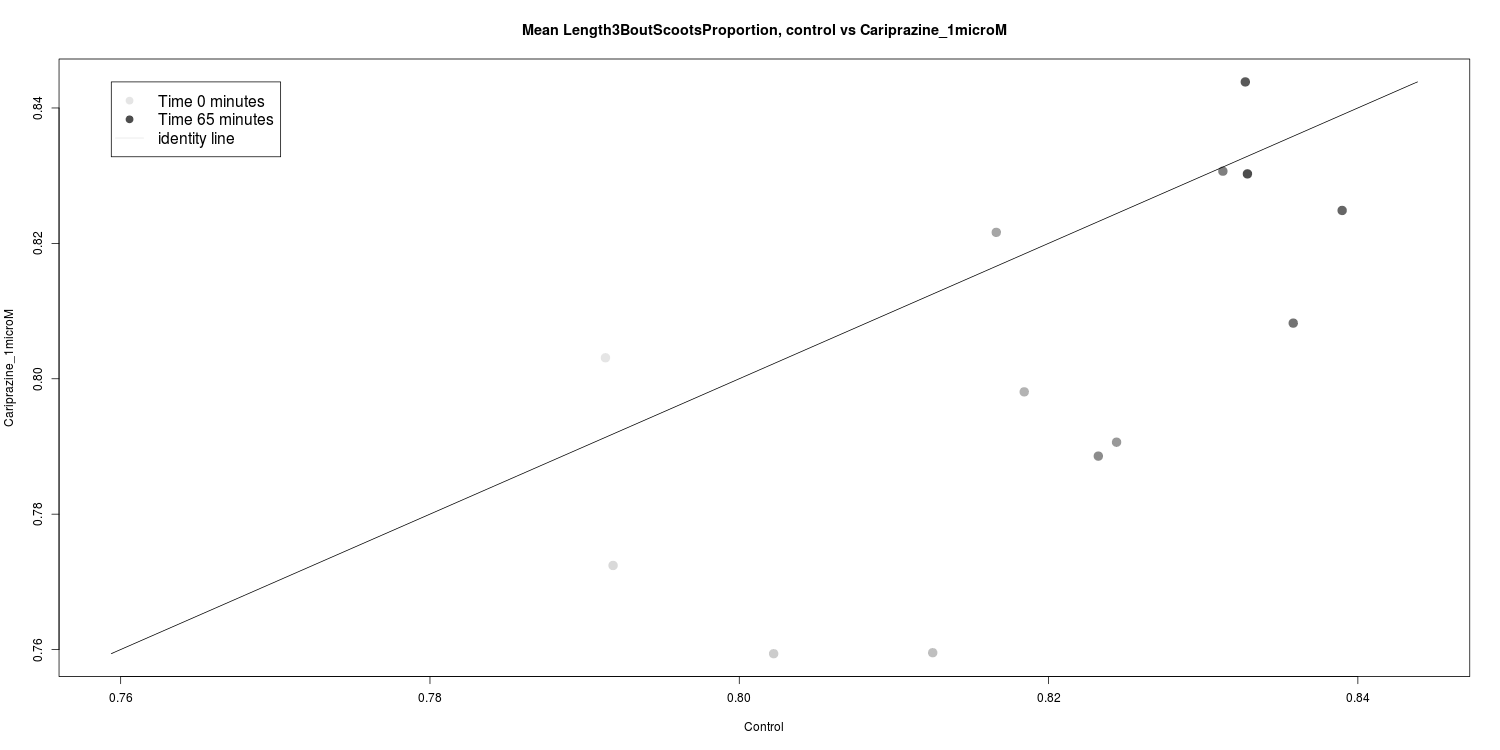 Mean Length3BoutScootsProportion, control vs Cariprazine_1microM
Time 0 minutes
Time 65 minutes
identity line
Cariprazine_1microM
0.84
0.82
0.80
0.78
0.76
0.76 0.78 0.80 0.82 0.84
Control